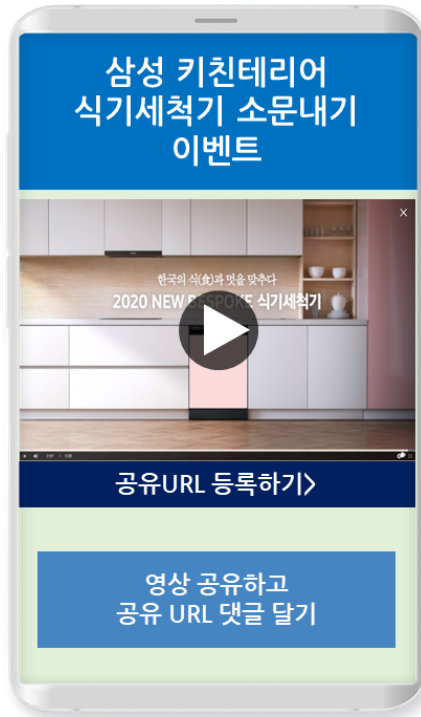 삼성 키친테리어
식기세척기 소문내기
이벤트
X
한국의 식(食)과 멋을 맞추다
2020 NEW BESPOKE 식기세척기
공유URL 등록하기>
영상 공유하고
공유 URL 댓글 달기